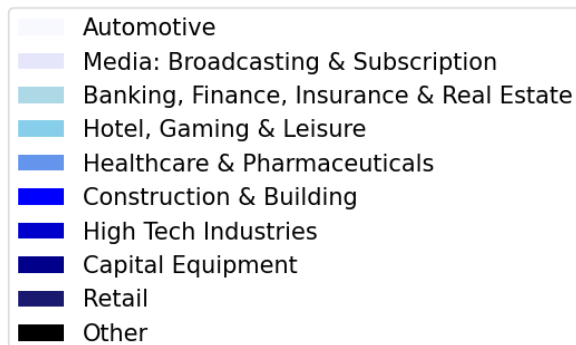 Automotive
Media: Broadcasting & Subscription
Banking, Finance, Insurance & Real Estate
Hotel, Gaming & Leisure
Healthcare & Pharmaceuticals
Construction & Building
High Tech Industries
Capital Equipment
Retail
Other